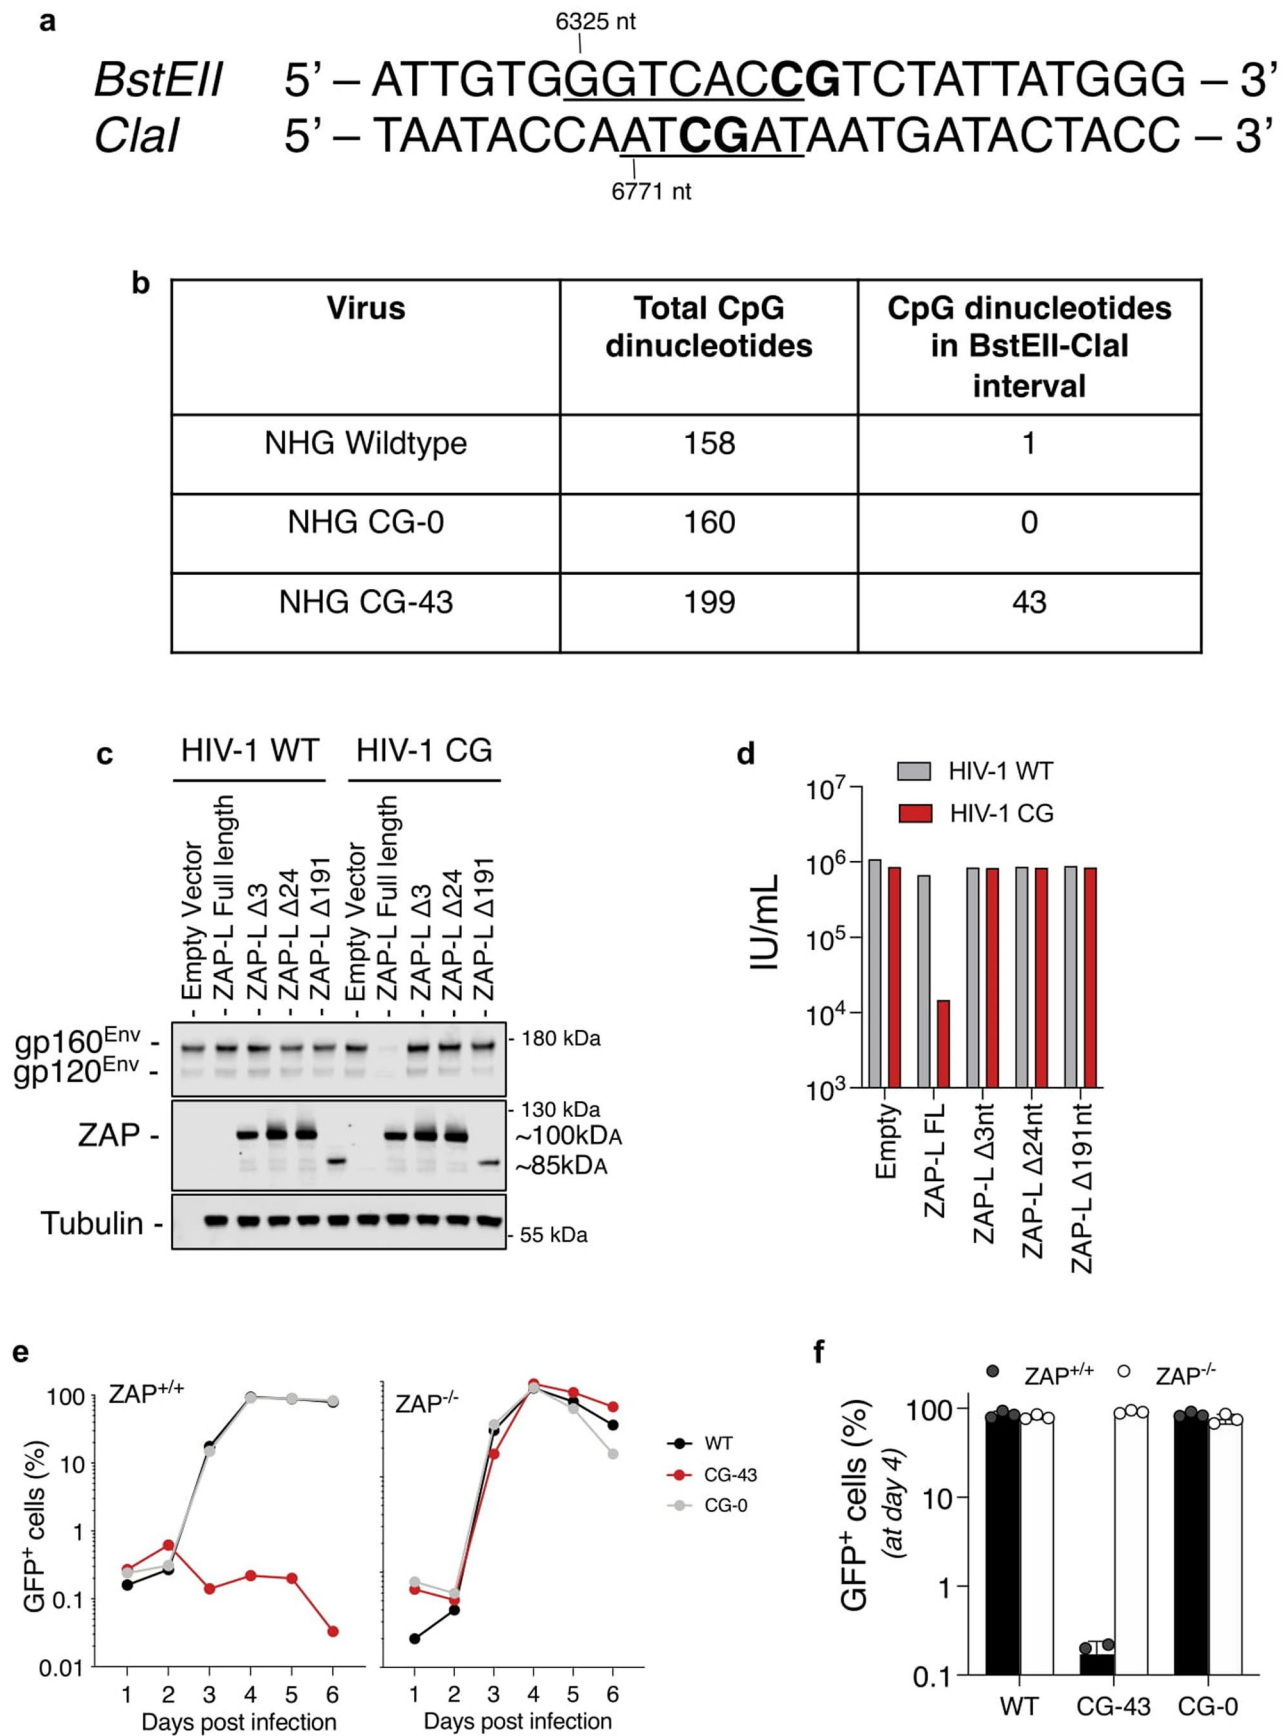 a
6325 nt
BstEII 5’ – ATTGTGGGTCACCGTCTATTATGGG – 3’
ClaI 5’ – TAATACCAATCGATAATGATACTACC – 3’
6771 nt
b
Virus
Total CpG
dinucleotides
CpG dinucleotides
in BstEII-ClaI
interval
NHG Wildtype 158 1
NHG CG-0 160 0
NHG CG-43 199 43
c
HIV-1 WT HIV-1 CG
- Empty Vector
- ZAP-L Full length
- ZAP-L Δ3
- ZAP-L Δ24
- ZAP-L Δ191
- Empty Vector
- ZAP-L Full length
- ZAP-L Δ3
- ZAP-L Δ24
- ZAP-L Δ191
gp160Env -
gp120Env -
- 180 kDa
ZAP -
- 130 kDa
~100kDA
~85kDA
Tubulin -
- 55 kDa
d
HIV-1 WT
HIV-1 CG
IU/mL
10⁷
10⁶
10⁵
10⁴
10³
Empty
ZAP-L FL
ZAP-L Δ3nt
ZAP-L Δ24nt
ZAP-L Δ191nt
e
GFP+ cells (%)
100
10
1
0.1
0.01
ZAP+/+
1 2 3 4 5 6
Days post infection
ZAP-/-
1 2 3 4 5 6
Days post infection
WT
CG-43
CG-0
f
ZAP+/+ ZAP-/-
GFP+ cells (%)
(at day 4)
100
10
1
0.1
WT CG-43 CG-0